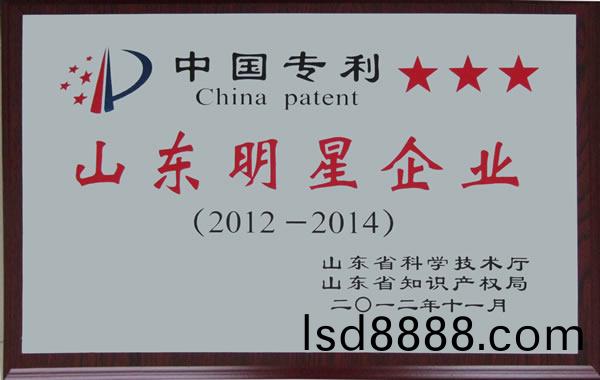 中国专利 ★★★
China patent
山东明星企业
(2012－2014)
山东省科学技术厅
山东省知识产权局
二〇一二年十一月
lsd8888.com